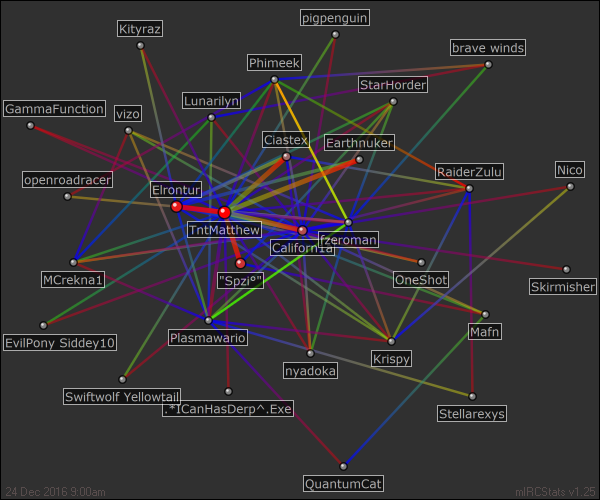 pigpenguin
Kityraz
brave winds
Phimeek
StarHorder
Lunarilyn
GammaFunction
vizo
Ciastex
Earthnuker
RaiderZulu
Nico
openroadracer
Elrontur
TntMatthew
Californ1a
fzeroman
MCrekna1
"Spzi*"
OneShot
Skirmisher
EvilPony Siddey10
Plasmawario
Mafn
nyadoka
Krispy
Swiftwolf Yellowtail
.*ICanHasDerp^.Exe
Stellarexys
QuantumCat
24 Dec 2016 9:00am
mIRCStats v1.25